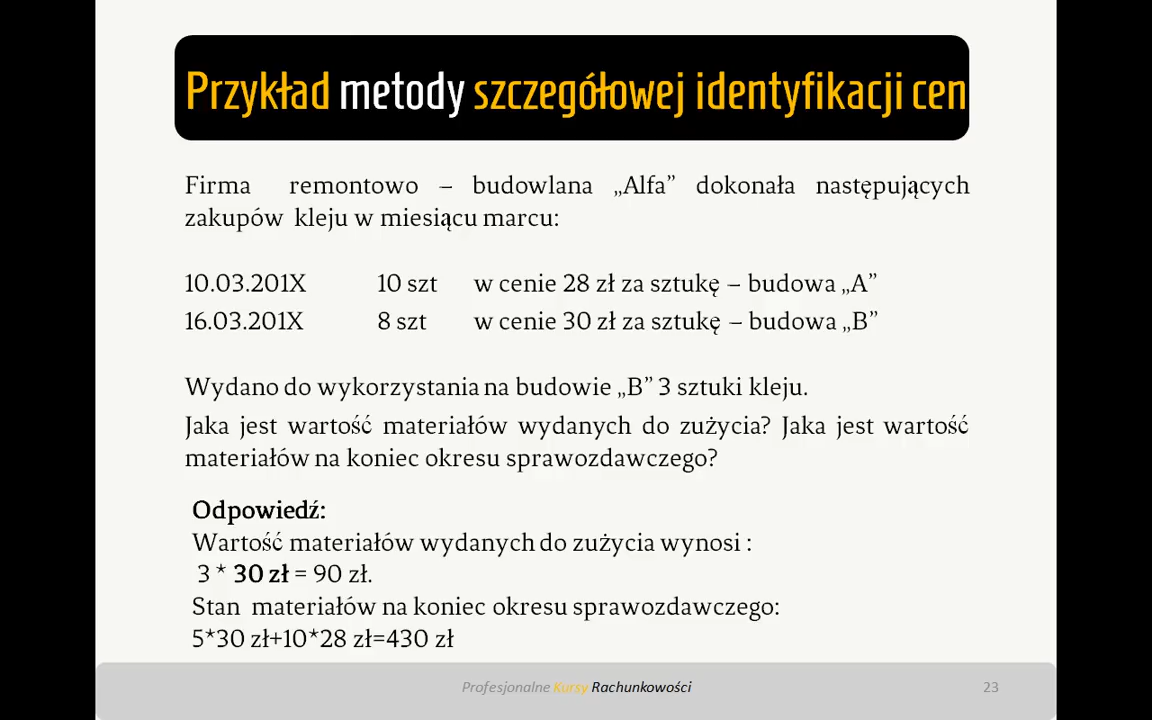 Przykład metody szczegółowej identyfikacji cen
Firma remontowo – budowlana „Alfa” dokonała następujących
zakupów kleju w miesiącu marcu:
10.03.201X 10 szt w cenie 28 zł za sztukę – budowa „A”
16.03.201X 8 szt w cenie 30 zł za sztukę – budowa „B”
Wydano do wykorzystania na budowie „B” 3 sztuki kleju.
Jaka jest wartość materiałów wydanych do zużycia? Jaka jest wartość
materiałów na koniec okresu sprawozdawczego?
Odpowiedź:
Wartość materiałów wydanych do zużycia wynosi :
3 * 30 zł = 90 zł.
Stan materiałów na koniec okresu sprawozdawczego:
5*30 zł+10*28 zł=430 zł
Profesjonalne Kursy Rachunkowości 23